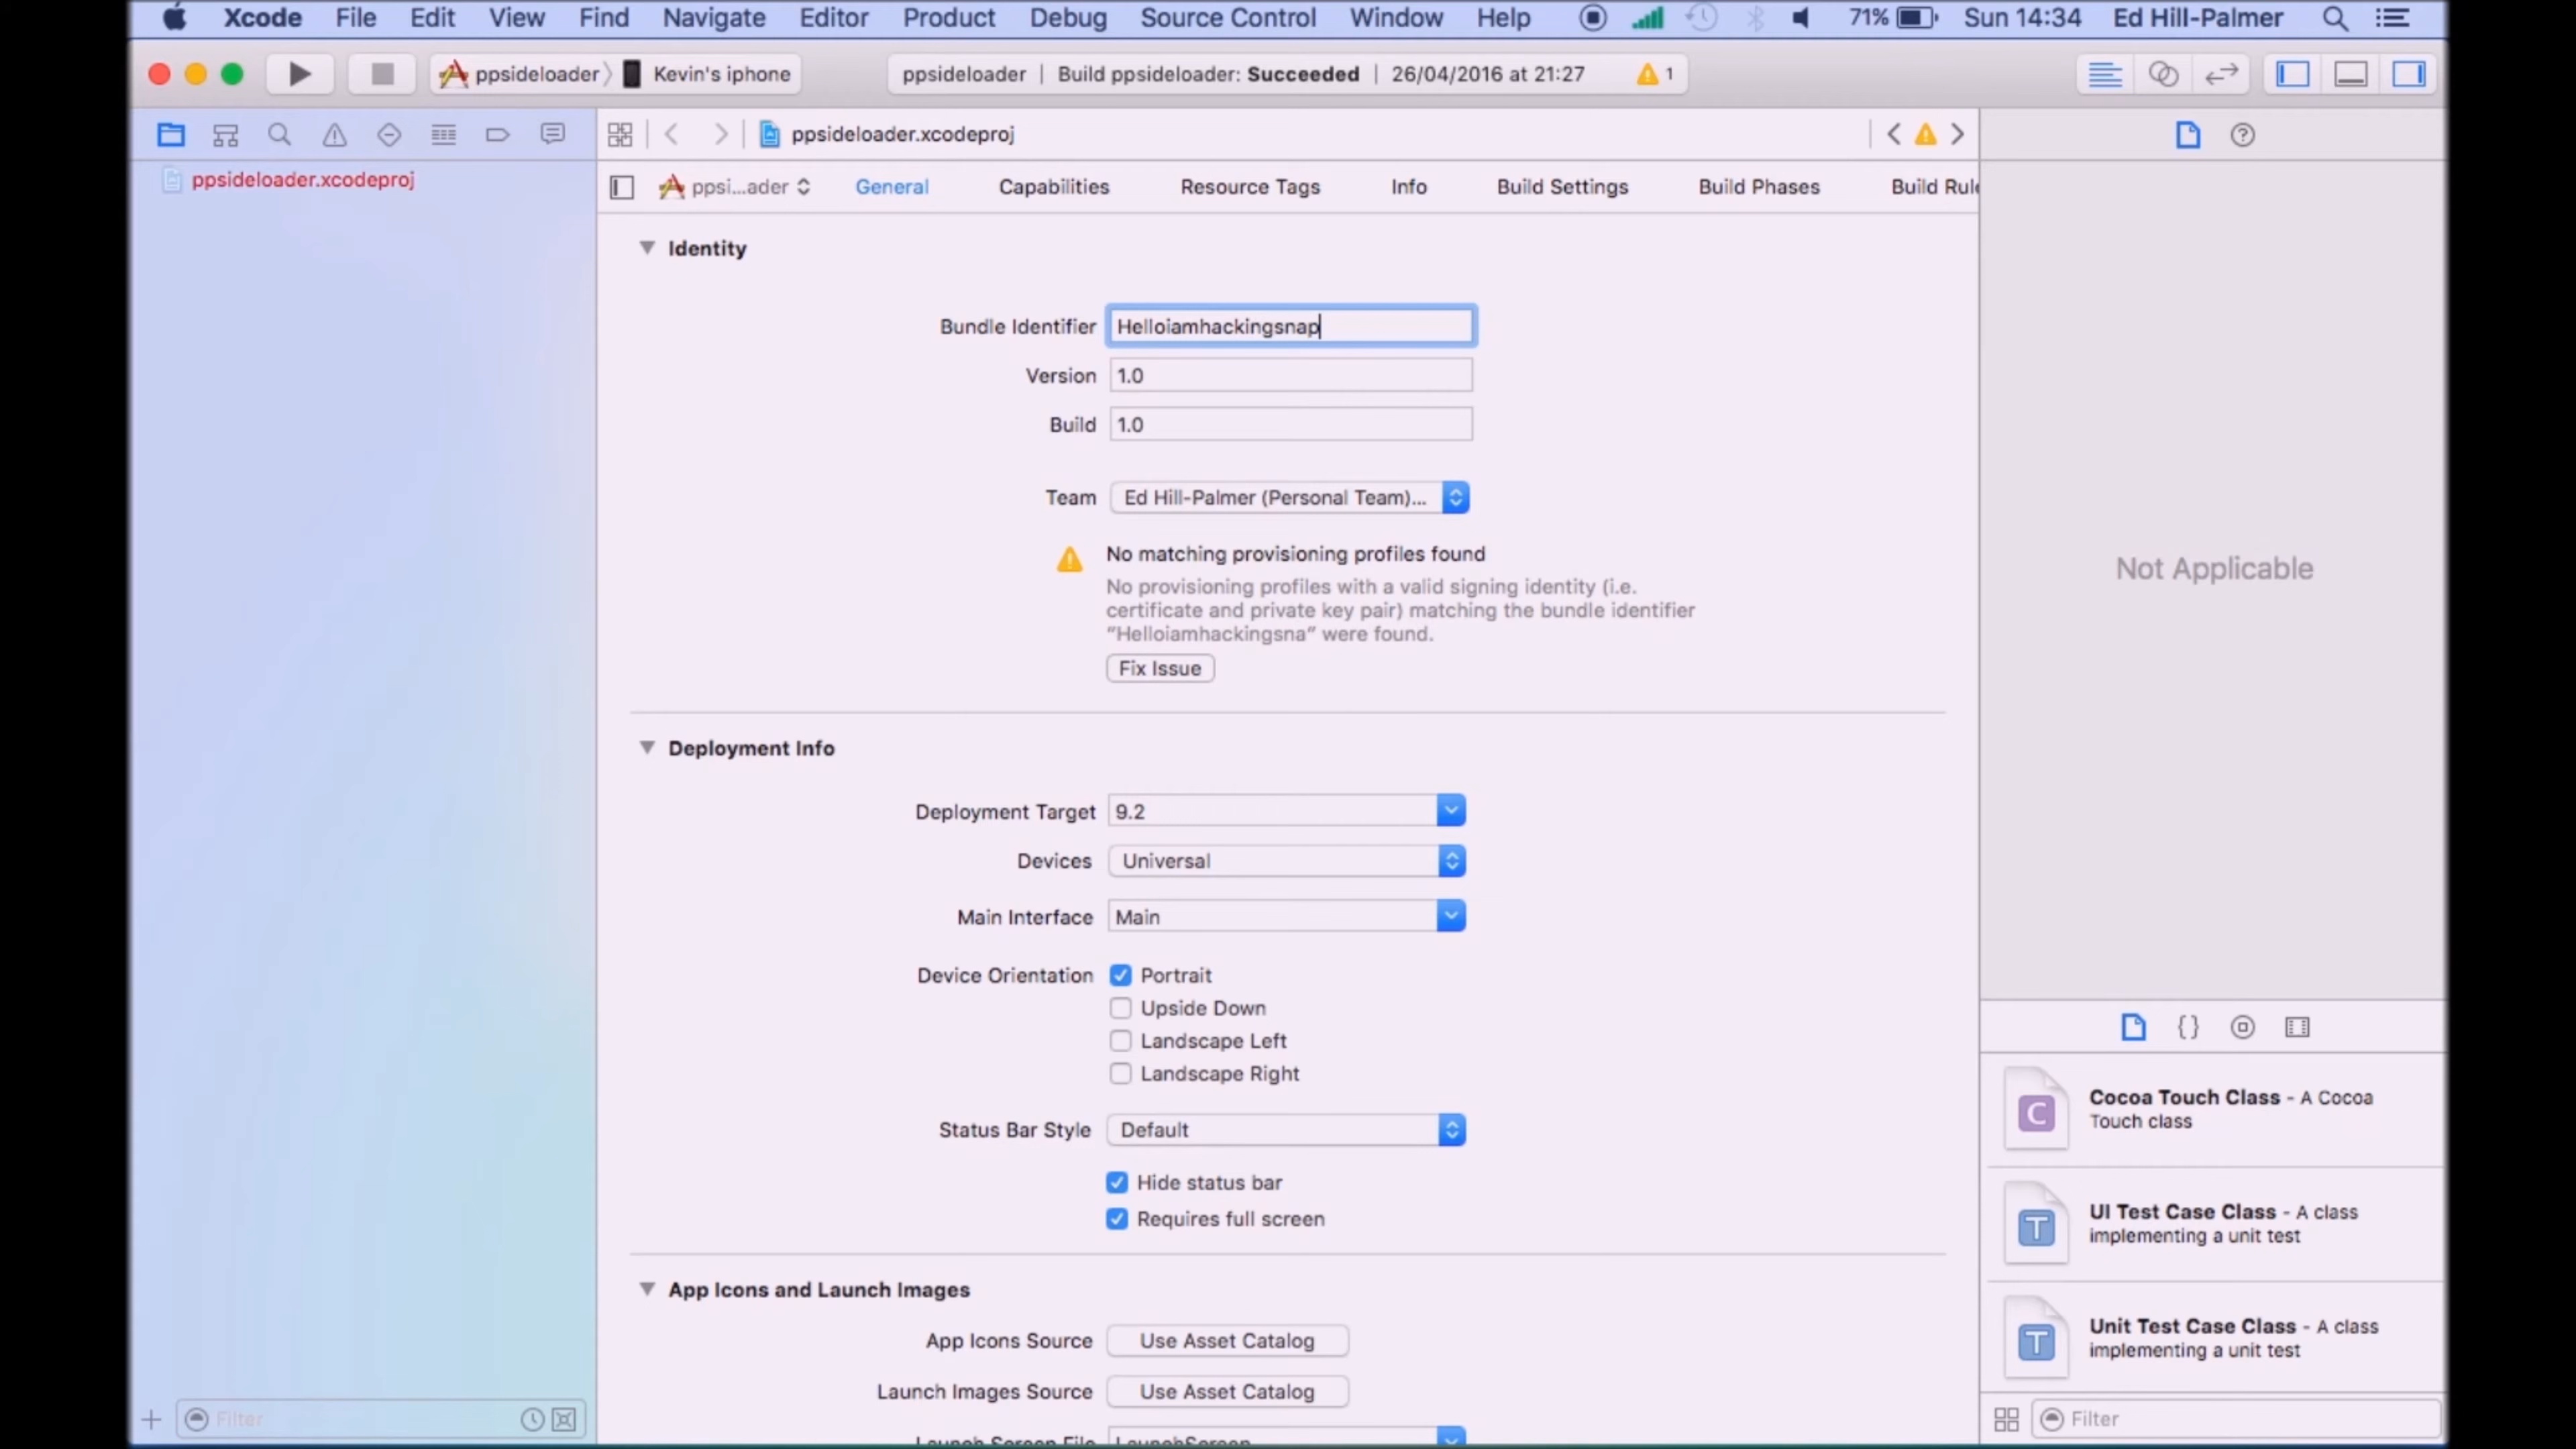 Xcode File Edit View Find Navigate Editor Product Debug Source Control Window Help 71% Sun 14:34 Ed Hill-Palmer
ppsideloader Kevin's iphone ppsideloader | Build ppsideloader: Succeeded | 26/04/2016 at 21:27 1
ppsideloader.xcodeproj
ppsideloader.xcodeproj
ppsi...ader General Capabilities Resource Tags Info Build Settings Build Phases Build Rul
Identity
Bundle Identifier Helloiamhackingsnap
Version 1.0
Build 1.0
Team Ed Hill-Palmer (Personal Team)...
No matching provisioning profiles found
No provisioning profiles with a valid signing identity (i.e.
certificate and private key pair) matching the bundle identifier
“Helloiamhackingsna” were found.
Fix Issue
Not Applicable
Deployment Info
Deployment Target 9.2
Devices Universal
Main Interface Main
Device Orientation Portrait
Upside Down
Landscape Left
Landscape Right
Status Bar Style Default
Hide status bar
Requires full screen
App Icons and Launch Images
App Icons Source Use Asset Catalog
Launch Images Source Use Asset Catalog
Launch Screen File LaunchScreen
Filter
{}
C
Cocoa Touch Class - A Cocoa
Touch class
T
UI Test Case Class - A class
implementing a unit test
T
Unit Test Case Class - A class
implementing a unit test
Filter